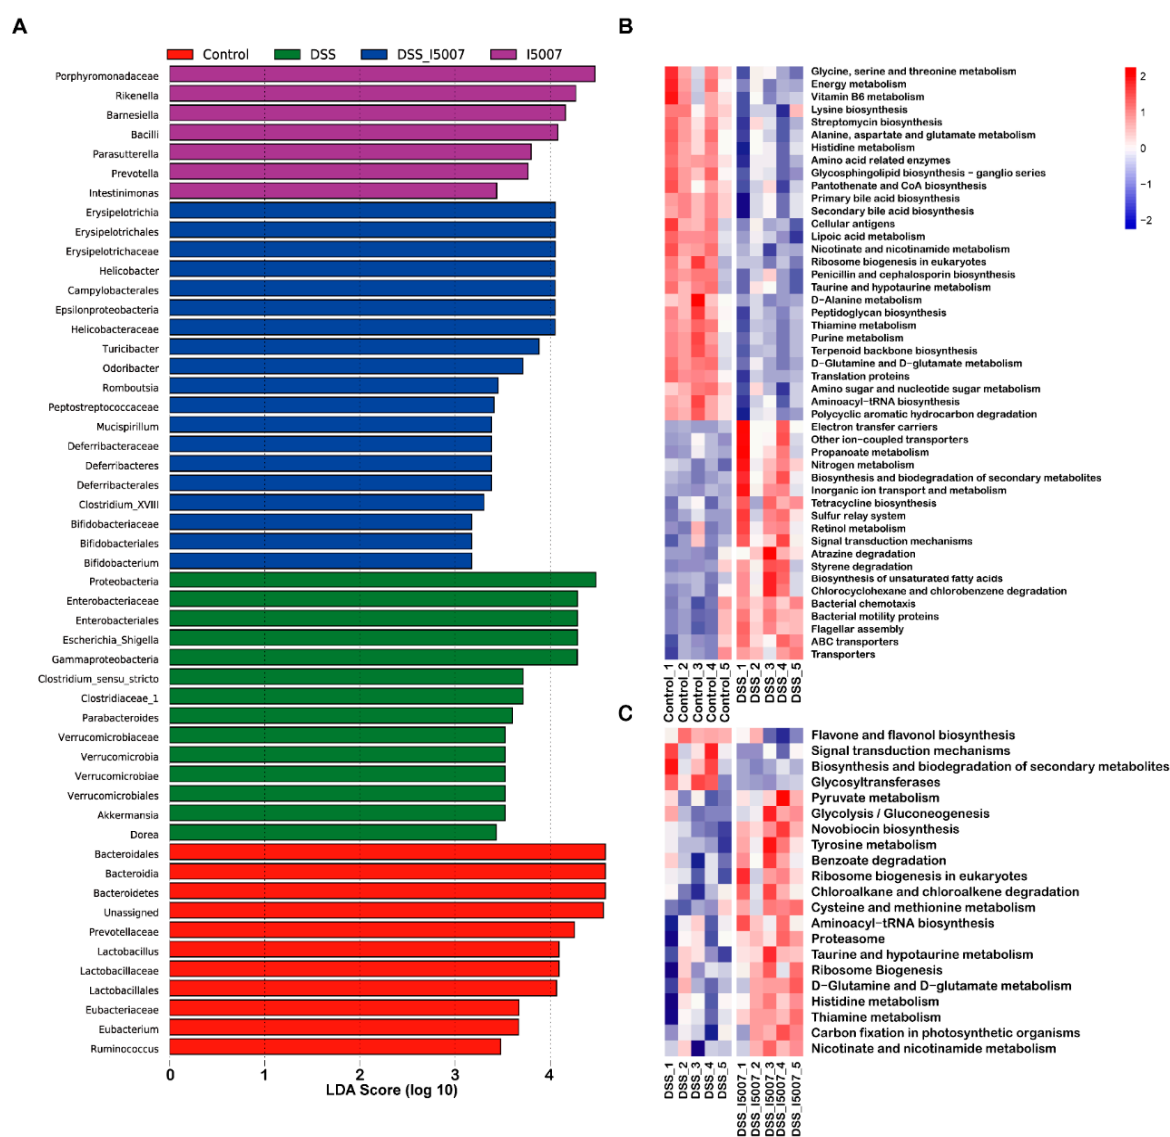 A
Control DSS DSS_I5007 I5007
Porphyromonadaceae
Rikenella
Barnesiella
Bacilli
Parasutterella
Prevotella
Intestinimonas
Erysipelotrichia
Erysipelotrichales
Erysipelotrichaceae
Helicobacter
Campylobacterales
Epsilonproteobacteria
Helicobacteraceae
Turicibacter
Odoribacter
Romboutsia
Peptostreptococcaceae
Mucispirillum
Deferribacteraceae
Deferribacteres
Deferribacterales
Clostridium_XVIII
Bifidobacteriaceae
Bifidobacteriales
Bifidobacterium
Proteobacteria
Enterobacteriaceae
Enterobacteriales
Escherichia_Shigella
Gammaproteobacteria
Clostridium_sensu_stricto
Clostridiaceae_1
Parabacteroides
Verrucomicrobiaceae
Verrucomicrobia
Verrucomicrobiae
Verrucomicrobiales
Akkermansia
Dorea
Bacteroidales
Bacteroidia
Bacteroidetes
Unassigned
Prevotellaceae
Lactobacillus
Lactobacillaceae
Lactobacillales
Eubacteriaceae
Eubacterium
Ruminococcus
0 1 2 3 4
LDA Score (log 10)
B
Glycine, serine and threonine metabolism
Energy metabolism
Vitamin B6 metabolism
Lysine biosynthesis
Streptomycin biosynthesis
Alanine, aspartate and glutamate metabolism
Histidine metabolism
Amino acid related enzymes
Glycosphingolipid biosynthesis − ganglio series
Pantothenate and CoA biosynthesis
Primary bile acid biosynthesis
Secondary bile acid biosynthesis
Cellular antigens
Lipoic acid metabolism
Nicotinate and nicotinamide metabolism
Ribosome biogenesis in eukaryotes
Penicillin and cephalosporin biosynthesis
Taurine and hypotaurine metabolism
D−Alanine metabolism
Peptidoglycan biosynthesis
Thiamine metabolism
Purine metabolism
Terpenoid backbone biosynthesis
D−Glutamine and D−glutamate metabolism
Translation proteins
Amino sugar and nucleotide sugar metabolism
Aminoacyl−tRNA biosynthesis
Polycyclic aromatic hydrocarbon degradation
Electron transfer carriers
Other ion−coupled transporters
Propanoate metabolism
Nitrogen metabolism
Biosynthesis and biodegradation of secondary metabolites
Inorganic ion transport and metabolism
Tetracycline biosynthesis
Sulfur relay system
Retinol metabolism
Signal transduction mechanisms
Atrazine degradation
Styrene degradation
Biosynthesis of unsaturated fatty acids
Chlorocyclohexane and chlorobenzene degradation
Bacterial chemotaxis
Bacterial motility proteins
Flagellar assembly
ABC transporters
Transporters
Control_1 Control_2 Control_3 Control_4 Control_5 DSS_1 DSS_2 DSS_3 DSS_4 DSS_5
2
1
0
−1
−2
C
Flavone and flavonol biosynthesis
Signal transduction mechanisms
Biosynthesis and biodegradation of secondary metabolites
Glycosyltransferases
Pyruvate metabolism
Glycolysis / Gluconeogenesis
Novobiocin biosynthesis
Tyrosine metabolism
Benzoate degradation
Ribosome biogenesis in eukaryotes
Chloroalkane and chloroalkene degradation
Cysteine and methionine metabolism
Aminoacyl−tRNA biosynthesis
Proteasome
Taurine and hypotaurine metabolism
Ribosome Biogenesis
D−Glutamine and D−glutamate metabolism
Histidine metabolism
Thiamine metabolism
Carbon fixation in photosynthetic organisms
Nicotinate and nicotinamide metabolism
DSS_1 DSS_2 DSS_3 DSS_4 DSS_5 DSS_I5007_1 DSS_I5007_2 DSS_I5007_3 DSS_I5007_4 DSS_I5007_5